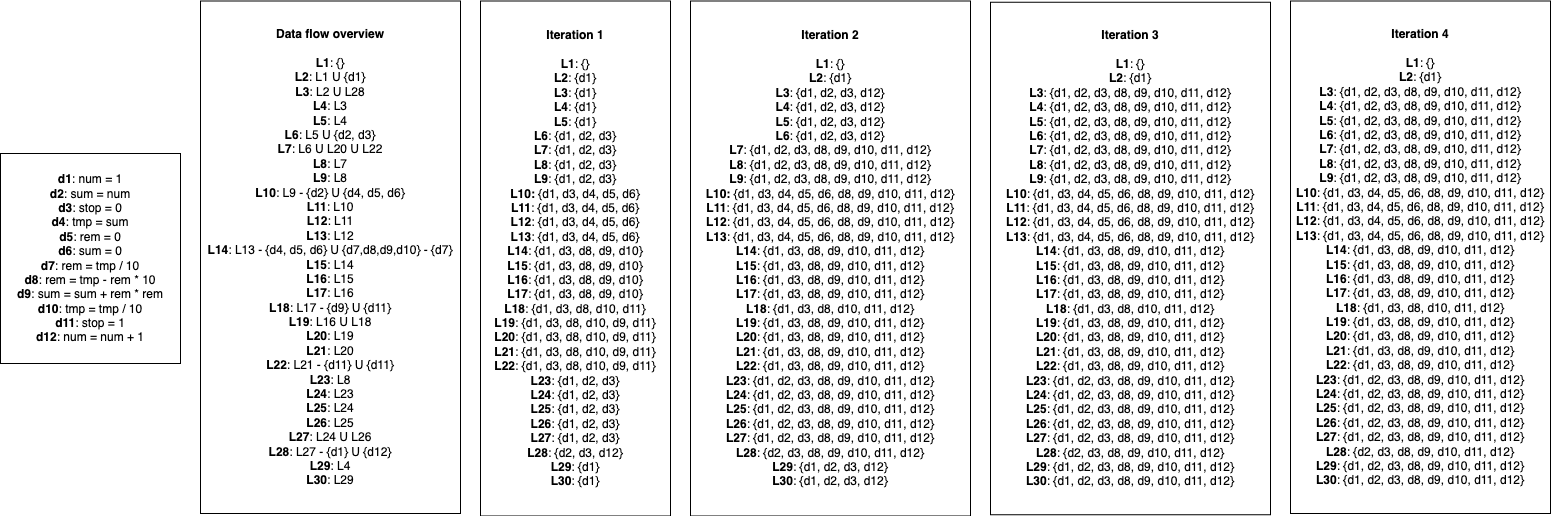 d1: num = 1
d2: sum = num
d3: stop = 0
d4: tmp = sum
d5: rem = 0
d6: sum = 0
d7: rem = tmp / 10
d8: rem = tmp - rem * 10
d9: sum = sum + rem * rem
d10: tmp = tmp / 10
d11: stop = 1
d12: num = num + 1
Data flow overview
L1: {}
L2: L1 U {d1}
L3: L2 U L28
L4: L3
L5: L4
L6: L5 U {d2, d3}
L7: L6 U L20 U L22
L8: L7
L9: L8
L10: L9 - {d2} U {d4, d5, d6}
L11: L10
L12: L11
L13: L12
L14: L13 - {d4, d5, d6} U {d7,d8,d9,d10} - {d7}
L15: L14
L16: L15
L17: L16
L18: L17 - {d9} U {d11}
L19: L16 U L18
L20: L19
L21: L20
L22: L21 - {d11} U {d11}
L23: L8
L24: L23
L25: L24
L26: L25
L27: L24 U L26
L28: L27 - {d1} U {d12}
L29: L4
L30: L29
Iteration 1
L1: {}
L2: {d1}
L3: {d1}
L4: {d1}
L5: {d1}
L6: {d1, d2, d3}
L7: {d1, d2, d3}
L8: {d1, d2, d3}
L9: {d1, d2, d3}
L10: {d1, d3, d4, d5, d6}
L11: {d1, d3, d4, d5, d6}
L12: {d1, d3, d4, d5, d6}
L13: {d1, d3, d4, d5, d6}
L14: {d1, d3, d8, d9, d10}
L15: {d1, d3, d8, d9, d10}
L16: {d1, d3, d8, d9, d10}
L17: {d1, d3, d8, d9, d10}
L18: {d1, d3, d8, d10, d11}
L19: {d1, d3, d8, d10, d9, d11}
L20: {d1, d3, d8, d10, d9, d11}
L21: {d1, d3, d8, d10, d9, d11}
L22: {d1, d3, d8, d10, d9, d11}
L23: {d1, d2, d3}
L24: {d1, d2, d3}
L25: {d1, d2, d3}
L26: {d1, d2, d3}
L27: {d1, d2, d3}
L28: {d2, d3, d12}
L29: {d1}
L30: {d1}
Iteration 2
L1: {}
L2: {d1}
L3: {d1, d2, d3, d12}
L4: {d1, d2, d3, d12}
L5: {d1, d2, d3, d12}
L6: {d1, d2, d3, d12}
L7: {d1, d2, d3, d8, d9, d10, d11, d12}
L8: {d1, d2, d3, d8, d9, d10, d11, d12}
L9: {d1, d2, d3, d8, d9, d10, d11, d12}
L10: {d1, d3, d4, d5, d6, d8, d9, d10, d11, d12}
L11: {d1, d3, d4, d5, d6, d8, d9, d10, d11, d12}
L12: {d1, d3, d4, d5, d6, d8, d9, d10, d11, d12}
L13: {d1, d3, d4, d5, d6, d8, d9, d10, d11, d12}
L14: {d1, d3, d8, d9, d10, d11, d12}
L15: {d1, d3, d8, d9, d10, d11, d12}
L16: {d1, d3, d8, d9, d10, d11, d12}
L17: {d1, d3, d8, d9, d10, d11, d12}
L18: {d1, d3, d8, d10, d11, d12}
L19: {d1, d3, d8, d9, d10, d11, d12}
L20: {d1, d3, d8, d9, d10, d11, d12}
L21: {d1, d3, d8, d9, d10, d11, d12}
L22: {d1, d3, d8, d9, d10, d11, d12}
L23: {d1, d2, d3, d8, d9, d10, d11, d12}
L24: {d1, d2, d3, d8, d9, d10, d11, d12}
L25: {d1, d2, d3, d8, d9, d10, d11, d12}
L26: {d1, d2, d3, d8, d9, d10, d11, d12}
L27: {d1, d2, d3, d8, d9, d10, d11, d12}
L28: {d2, d3, d8, d9, d10, d11, d12}
L29: {d1, d2, d3, d12}
L30: {d1, d2, d3, d12}
Iteration 3
L1: {}
L2: {d1}
L3: {d1, d2, d3, d8, d9, d10, d11, d12}
L4: {d1, d2, d3, d8, d9, d10, d11, d12}
L5: {d1, d2, d3, d8, d9, d10, d11, d12}
L6: {d1, d2, d3, d8, d9, d10, d11, d12}
L7: {d1, d2, d3, d8, d9, d10, d11, d12}
L8: {d1, d2, d3, d8, d9, d10, d11, d12}
L9: {d1, d2, d3, d8, d9, d10, d11, d12}
L10: {d1, d3, d4, d5, d6, d8, d9, d10, d11, d12}
L11: {d1, d3, d4, d5, d6, d8, d9, d10, d11, d12}
L12: {d1, d3, d4, d5, d6, d8, d9, d10, d11, d12}
L13: {d1, d3, d4, d5, d6, d8, d9, d10, d11, d12}
L14: {d1, d3, d8, d9, d10, d11, d12}
L15: {d1, d3, d8, d9, d10, d11, d12}
L16: {d1, d3, d8, d9, d10, d11, d12}
L17: {d1, d3, d8, d9, d10, d11, d12}
L18: {d1, d3, d8, d10, d11, d12}
L19: {d1, d3, d8, d9, d10, d11, d12}
L20: {d1, d3, d8, d9, d10, d11, d12}
L21: {d1, d3, d8, d9, d10, d11, d12}
L22: {d1, d3, d8, d9, d10, d11, d12}
L23: {d1, d2, d3, d8, d9, d10, d11, d12}
L24: {d1, d2, d3, d8, d9, d10, d11, d12}
L25: {d1, d2, d3, d8, d9, d10, d11, d12}
L26: {d1, d2, d3, d8, d9, d10, d11, d12}
L27: {d1, d2, d3, d8, d9, d10, d11, d12}
L28: {d2, d3, d8, d9, d10, d11, d12}
L29: {d1, d2, d3, d8, d9, d10, d11, d12}
L30: {d1, d2, d3, d8, d9, d10, d11, d12}
Iteration 4
L1: {}
L2: {d1}
L3: {d1, d2, d3, d8, d9, d10, d11, d12}
L4: {d1, d2, d3, d8, d9, d10, d11, d12}
L5: {d1, d2, d3, d8, d9, d10, d11, d12}
L6: {d1, d2, d3, d8, d9, d10, d11, d12}
L7: {d1, d2, d3, d8, d9, d10, d11, d12}
L8: {d1, d2, d3, d8, d9, d10, d11, d12}
L9: {d1, d2, d3, d8, d9, d10, d11, d12}
L10: {d1, d3, d4, d5, d6, d8, d9, d10, d11, d12}
L11: {d1, d3, d4, d5, d6, d8, d9, d10, d11, d12}
L12: {d1, d3, d4, d5, d6, d8, d9, d10, d11, d12}
L13: {d1, d3, d4, d5, d6, d8, d9, d10, d11, d12}
L14: {d1, d3, d8, d9, d10, d11, d12}
L15: {d1, d3, d8, d9, d10, d11, d12}
L16: {d1, d3, d8, d9, d10, d11, d12}
L17: {d1, d3, d8, d9, d10, d11, d12}
L18: {d1, d3, d8, d10, d11, d12}
L19: {d1, d3, d8, d9, d10, d11, d12}
L20: {d1, d3, d8, d9, d10, d11, d12}
L21: {d1, d3, d8, d9, d10, d11, d12}
L22: {d1, d3, d8, d9, d10, d11, d12}
L23: {d1, d2, d3, d8, d9, d10, d11, d12}
L24: {d1, d2, d3, d8, d9, d10, d11, d12}
L25: {d1, d2, d3, d8, d9, d10, d11, d12}
L26: {d1, d2, d3, d8, d9, d10, d11, d12}
L27: {d1, d2, d3, d8, d9, d10, d11, d12}
L28: {d2, d3, d8, d9, d10, d11, d12}
L29: {d1, d2, d3, d8, d9, d10, d11, d12}
L30: {d1, d2, d3, d8, d9, d10, d11, d12}